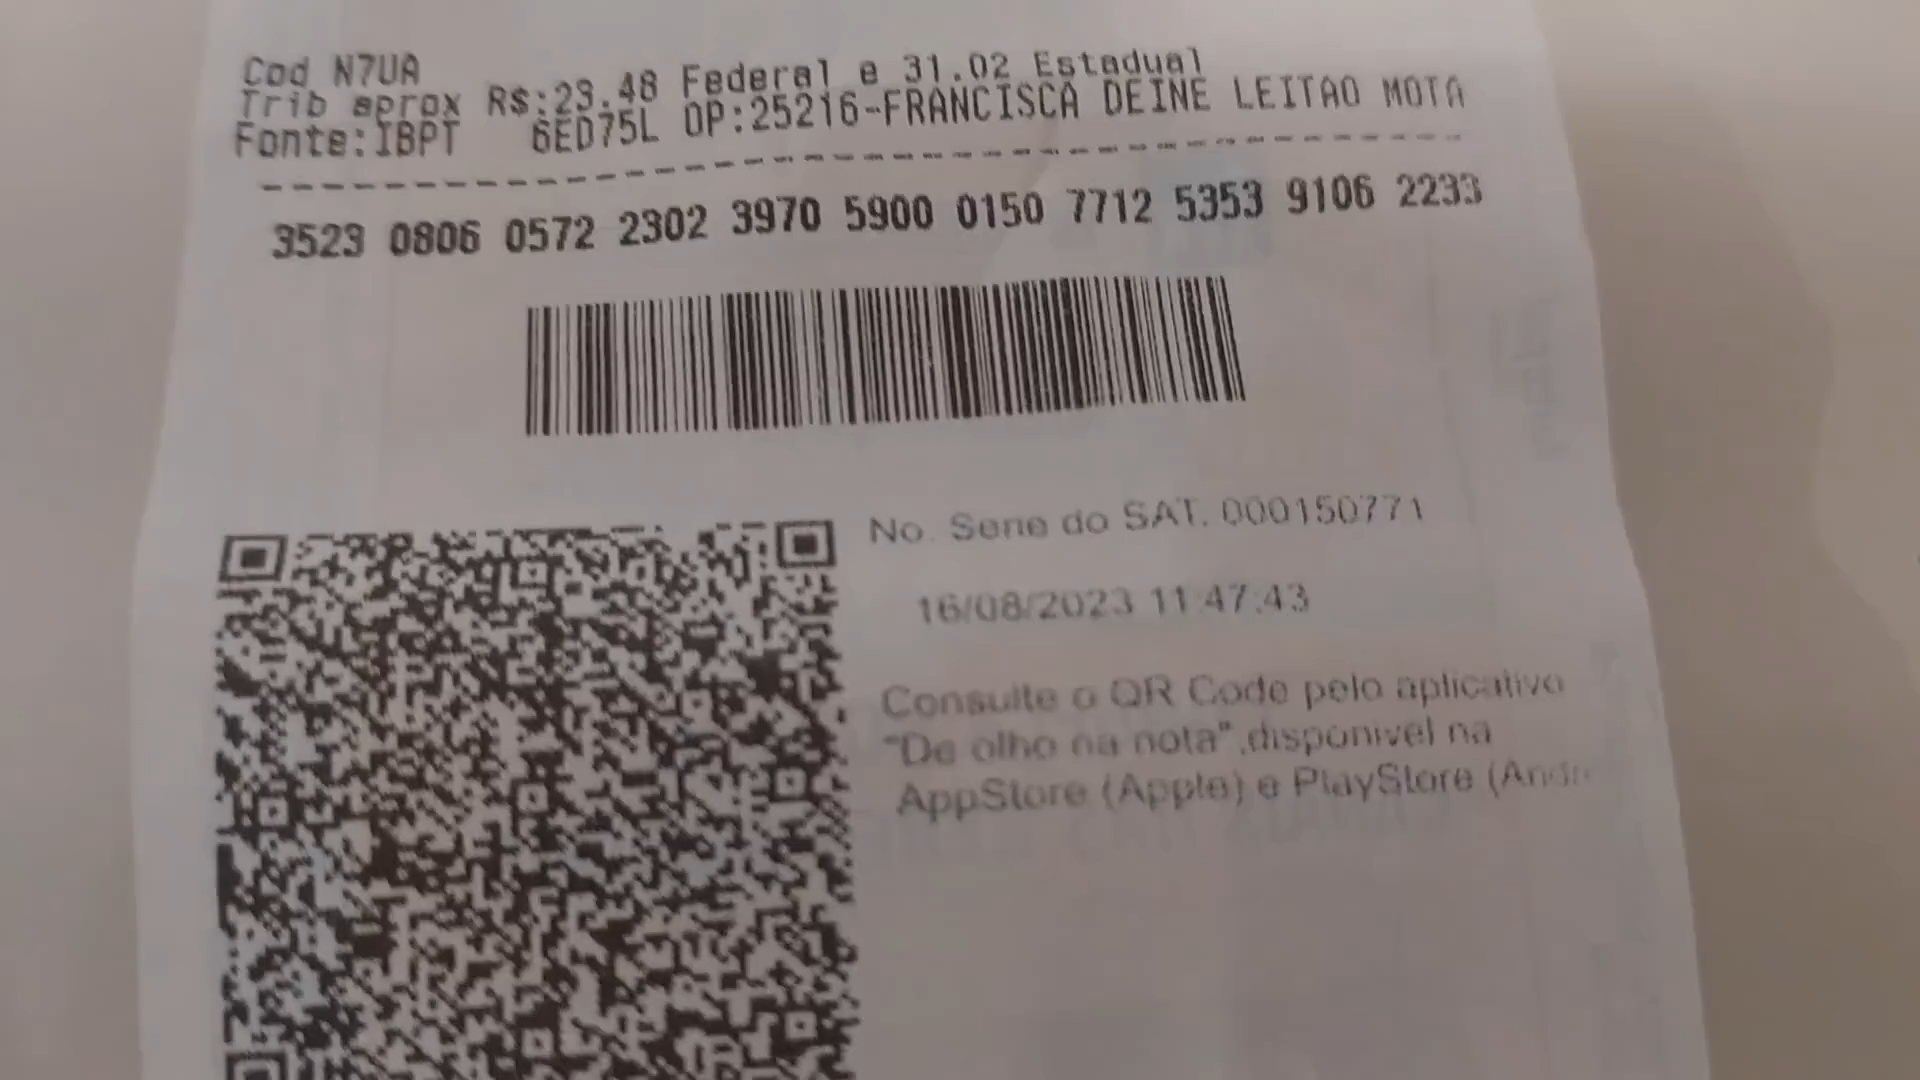 Cod N7UA
Trib aprox R$:23.48 Federal e 31.02 Estadual
Fonte:IBPT 6ED75L OP:25216-FRANCISCA DEINE LEITAO MOTA
3523 0806 0572 2302 3970 5900 0150 7712 5353 9106 2233
No. Serie do SAT. 000150771
16/08/2023 11:47:43
Consulte o QR Code pelo aplicativo
"De olho na nota",disponivel na
AppStore (Apple) e PlayStore (Andr